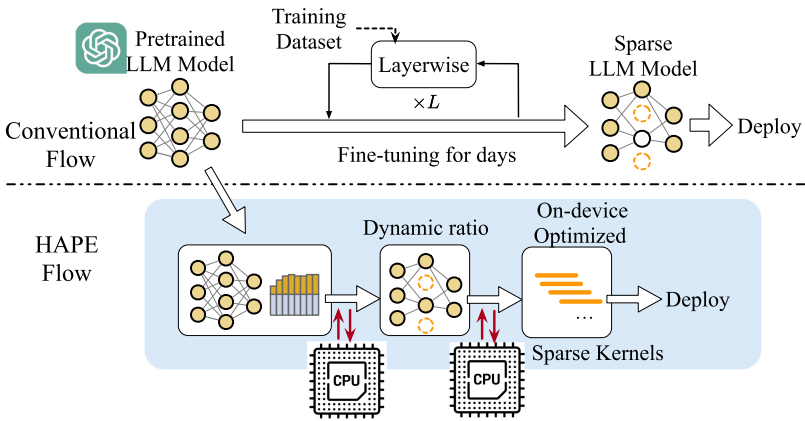 Training
Dataset
Pretrained
LLM Model
Layerwise
×L
Sparse
LLM Model
Conventional
Flow
Fine-tuning for days
Deploy
HAPE
Flow
Dynamic ratio
On-device
Optimized
...
Deploy
Sparse Kernels
CPU
CPU